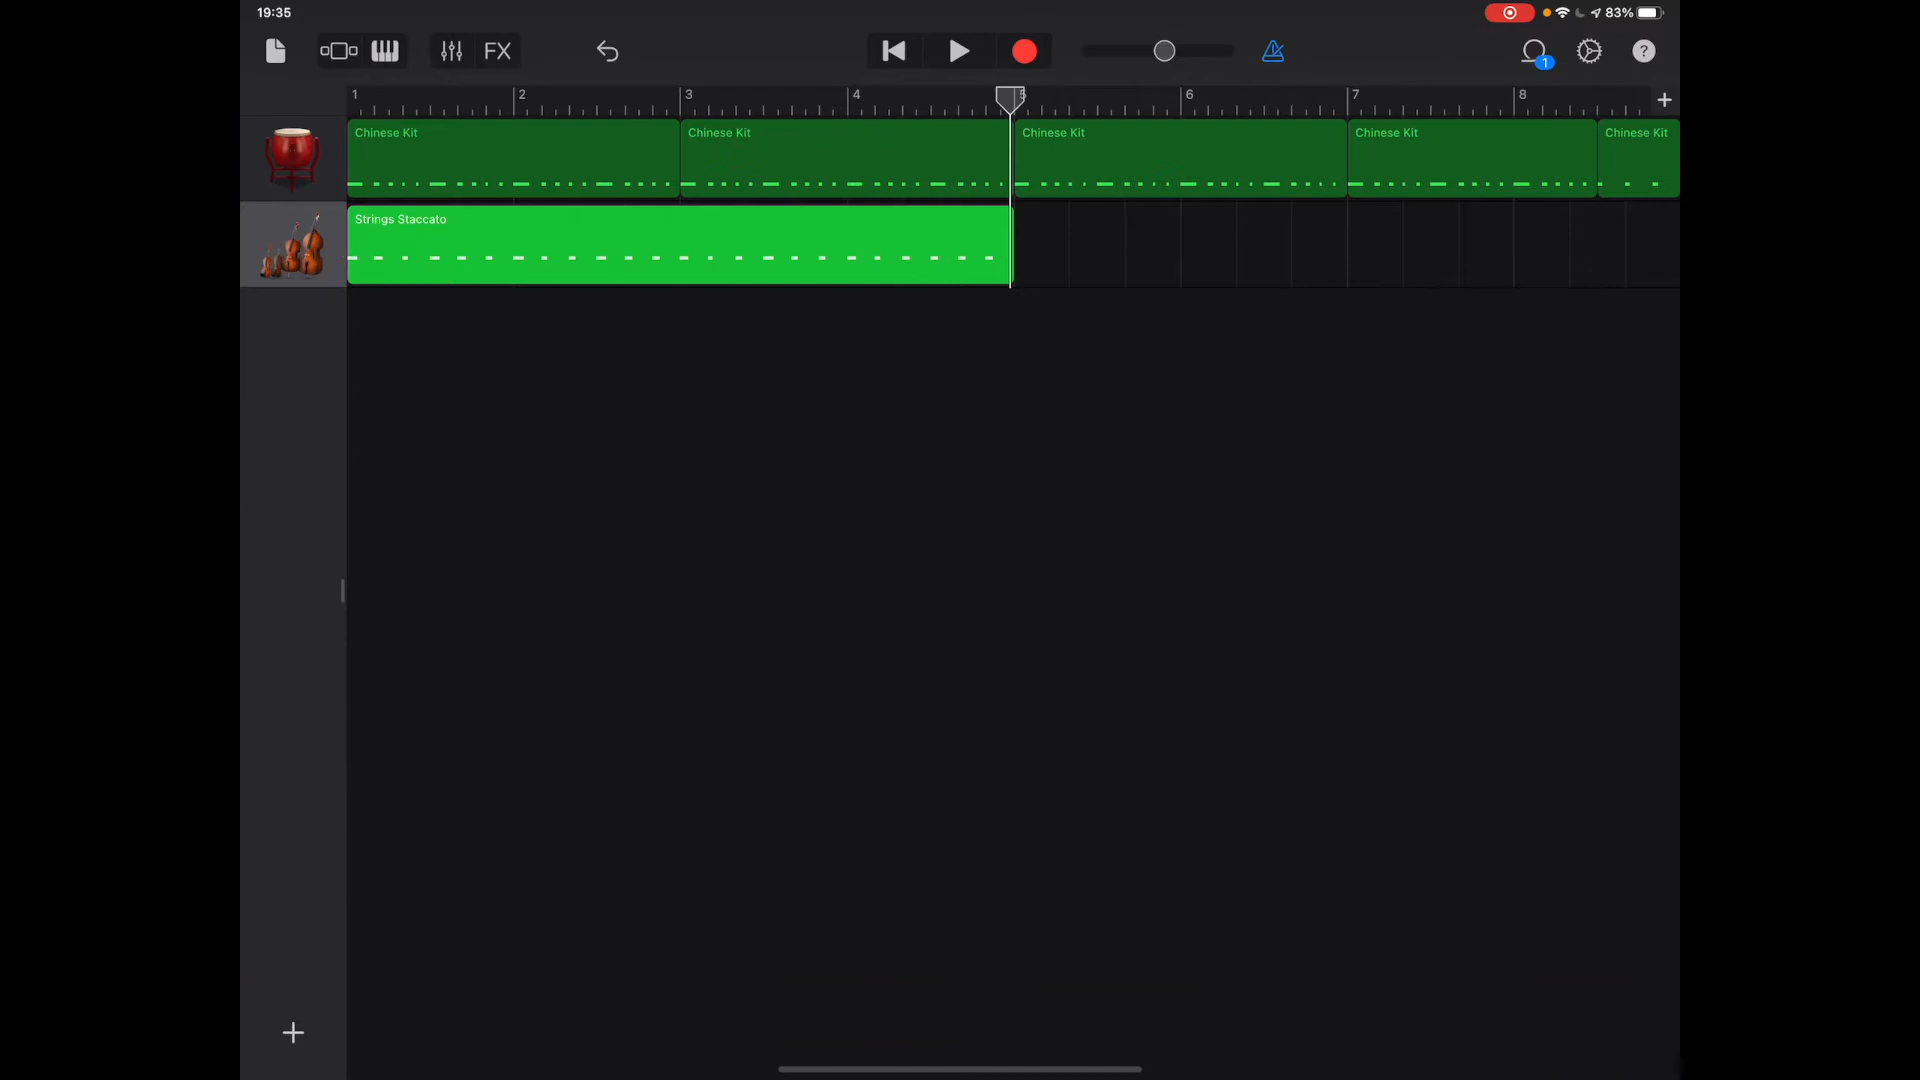 19:35
83%
FX
1
?
1 2 3 4 5 6 7 8
Chinese Kit Chinese Kit Chinese Kit Chinese Kit Chinese Kit
Strings Staccato